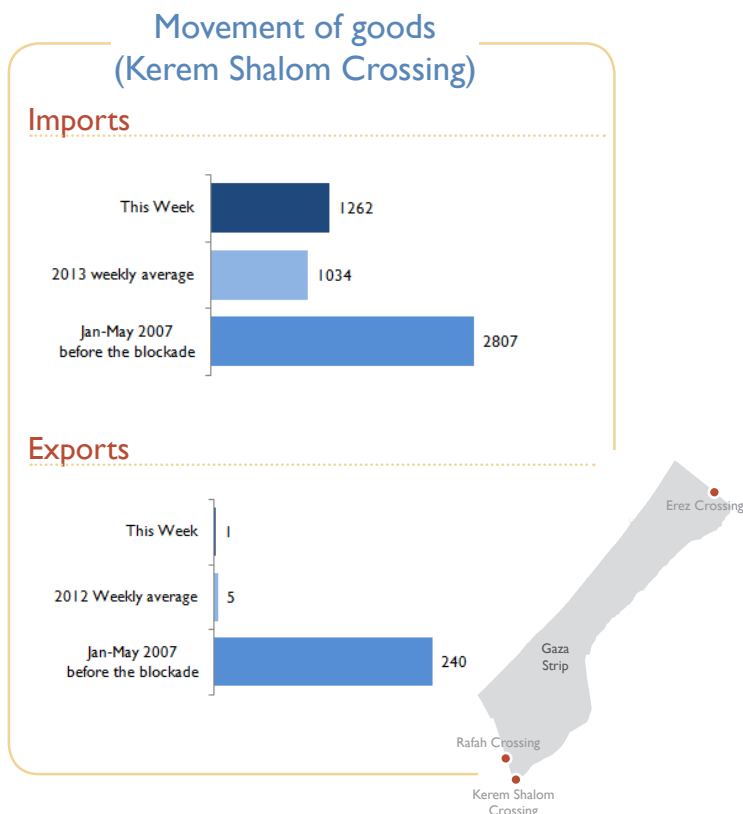 Movement of goods
(Kerem Shalom Crossing)
Imports
This Week
1262
2013 weekly average
1034
Jan-May 2007
before the blockade
2807
Exports
This Week
1
2012 Weekly average
5
Jan-May 2007
before the blockade
240
Erez Crossing
Gaza
Strip
Rafah Crossing
Kerem Shalom
Crossing